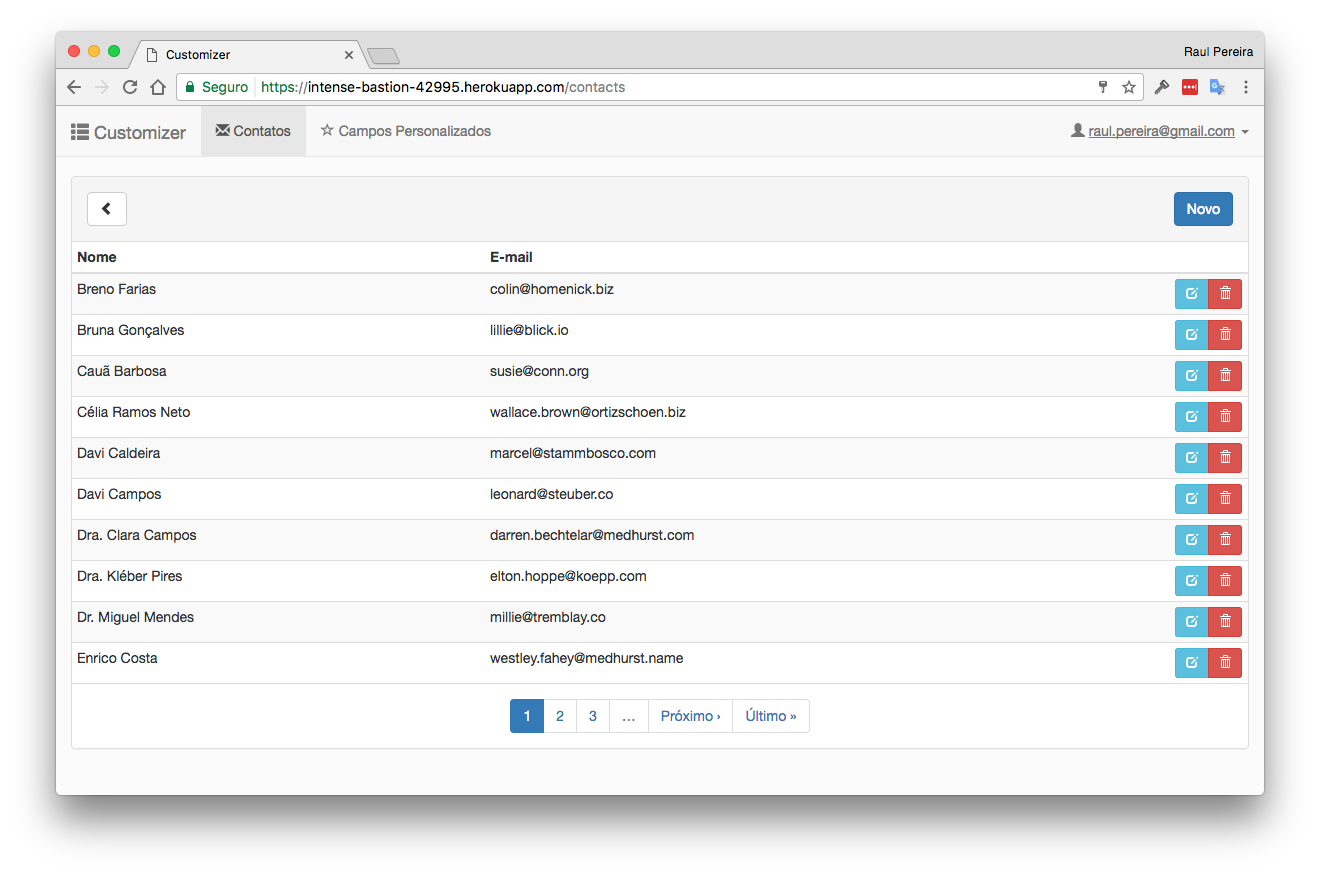 Customizer
Raul Pereira
Seguro https://intense-bastion-42995.herokuapp.com/contacts
Customizer Contatos Campos Personalizados raul.pereira@gmail.com
Novo
Nome E-mail
Breno Farias colin@homenick.biz
Bruna Gonçalves lillie@blick.io
Cauã Barbosa susie@conn.org
Célia Ramos Neto wallace.brown@ortizschoen.biz
Davi Caldeira marcel@stammbosco.com
Davi Campos leonard@steuber.co
Dra. Clara Campos darren.bechtelar@medhurst.com
Dra. Kléber Pires elton.hoppe@koepp.com
Dr. Miguel Mendes millie@tremblay.co
Enrico Costa westley.fahey@medhurst.name
1 2 3 … Próximo › Último »